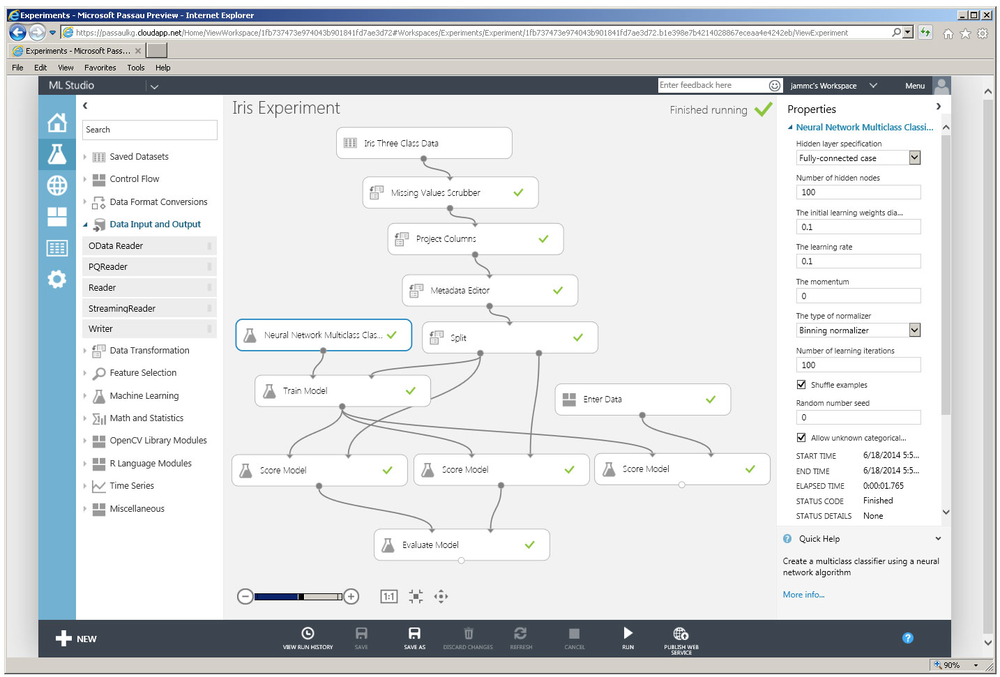 Experiments - Microsoft Passau Preview - Internet Explorer
https://passaulkg.cloudapp.net/Home/ViewWorkspace/1fb737473e974043b901841fd7ae3d72#Workspaces/Experiments/Experiment/1fb737473e974043b901841fd7ae3d72.b1e398e7b4214028867eceaa4e4242eb/ViewExperiment
Experiments - Microsoft Pass...
File Edit View Favorites Tools Help
ML Studio
Enter feedback here
jammc's Workspace
Menu
Search
Saved Datasets
Control Flow
Data Format Conversions
Data Input and Output
OData Reader
PQReader
Reader
StreamingReader
Writer
Data Transformation
Feature Selection
Machine Learning
Math and Statistics
OpenCV Library Modules
R Language Modules
Time Series
Miscellaneous
Iris Experiment
Finished running
Iris Three Class Data
Missing Values Scrubber
Project Columns
Metadata Editor
Neural Network Multiclass Clas...
Split
Train Model
Enter Data
Score Model
Score Model
Score Model
Evaluate Model
1:1
Properties
Neural Network Multiclass Classi...
Hidden layer specification
Fully-connected case
Number of hidden nodes
100
The initial learning weights dia...
0.1
The learning rate
0.1
The momentum
0
The type of normalizer
Binning normalizer
Number of learning iterations
100
Shuffle examples
Random number seed
0
Allow unknown categorical...
START TIME 6/18/2014 5:5...
END TIME 6/18/2014 5:5...
ELAPSED TIME 0:00:01.765
STATUS CODE Finished
STATUS DETAILS None
? Quick Help
Create a multiclass classifier using a neural
network algorithm
More info...
NEW
VIEW RUN HISTORY
SAVE
SAVE AS
DISCARD CHANGES
REFRESH
CANCEL
RUN
PUBLISH WEB
SERVICE
?
90%